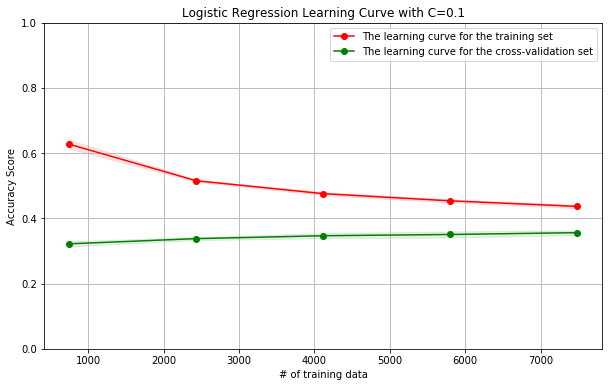 Logistic Regression Learning Curve with C=0.1
The learning curve for the training set
The learning curve for the cross-validation set
Accuracy Score
1.0
0.8
0.6
0.4
0.2
0.0
1000 2000 3000 4000 5000 6000 7000
# of training data